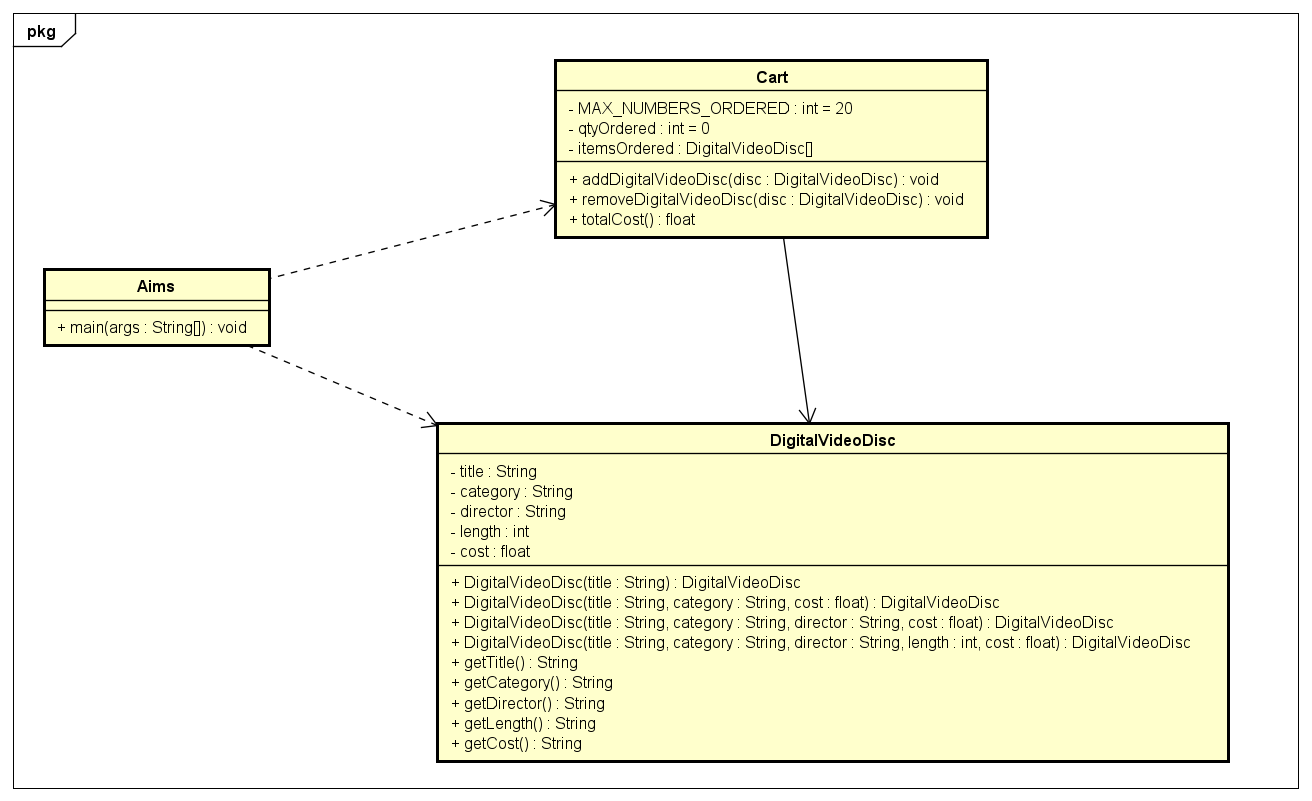 pkg
Cart
- MAX_NUMBERS_ORDERED : int = 20
- qtyOrdered : int = 0
- itemsOrdered : DigitalVideoDisc[]
+ addDigitalVideoDisc(disc : DigitalVideoDisc) : void
+ removeDigitalVideoDisc(disc : DigitalVideoDisc) : void
+ totalCost() : float
Aims
+ main(args : String[]) : void
DigitalVideoDisc
- title : String
- category : String
- director : String
- length : int
- cost : float
+ DigitalVideoDisc(title : String) : DigitalVideoDisc
+ DigitalVideoDisc(title : String, category : String, cost : float) : DigitalVideoDisc
+ DigitalVideoDisc(title : String, category : String, director : String, cost : float) : DigitalVideoDisc
+ DigitalVideoDisc(title : String, category : String, director : String, length : int, cost : float) : DigitalVideoDisc
+ getTitle() : String
+ getCategory() : String
+ getDirector() : String
+ getLength() : String
+ getCost() : String